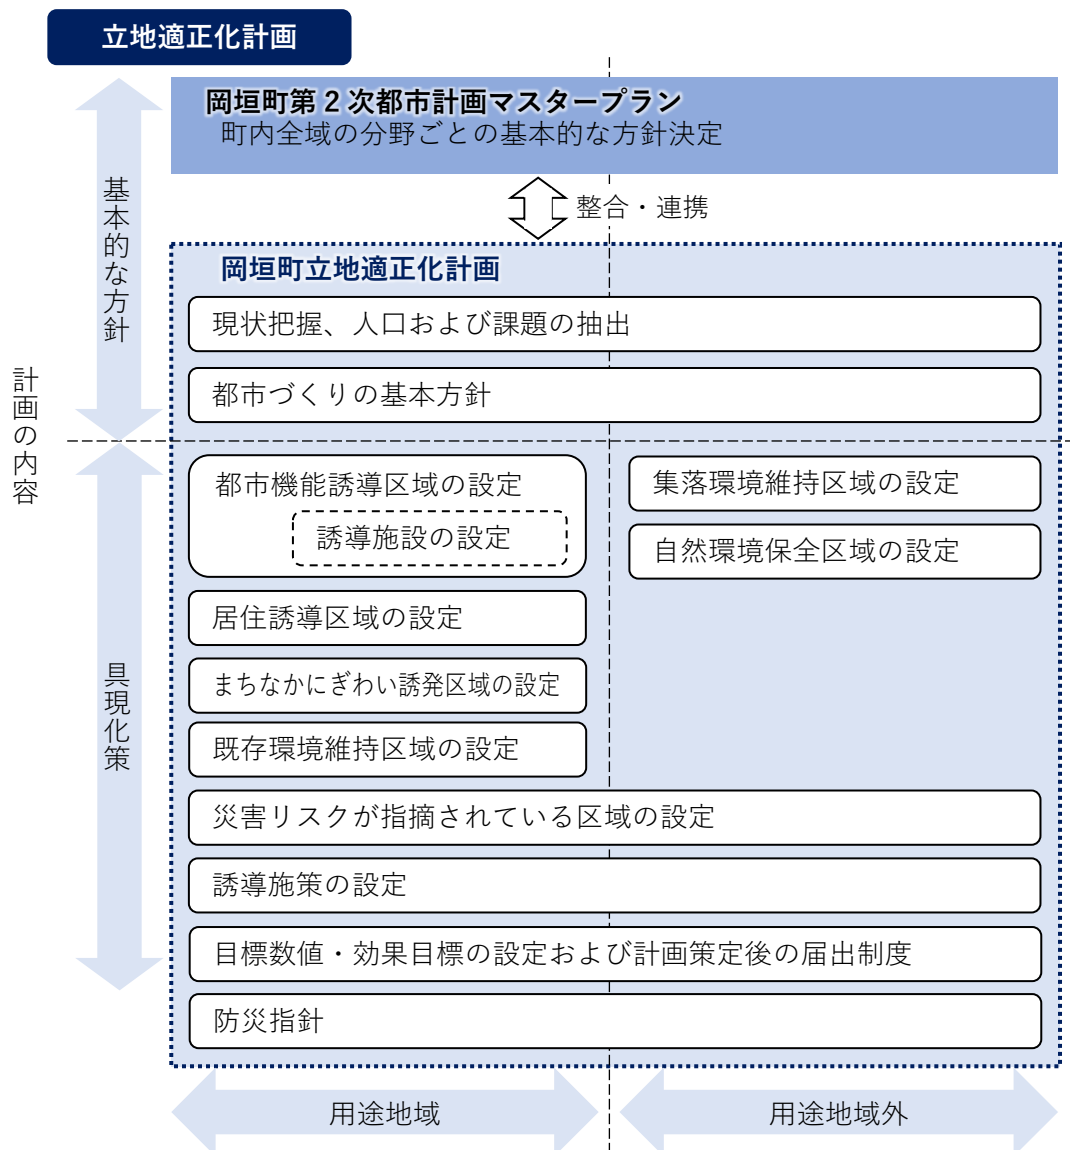 立地適正化計画
岡垣町第2次都市計画マスタープラン
町内全域の分野ごとの基本的な方針決定
整合・連携
計画の内容
基本的な方針
岡垣町立地適正化計画
現状把握、人口および課題の抽出
都市づくりの基本方針
具現化策
都市機能誘導区域の設定
誘導施設の設定
居住誘導区域の設定
まちなかにぎわい誘発区域の設定
既存環境維持区域の設定
集落環境維持区域の設定
自然環境保全区域の設定
災害リスクが指摘されている区域の設定
誘導施策の設定
目標数値・効果目標の設定および計画策定後の届出制度
防災指針
用途地域
用途地域外